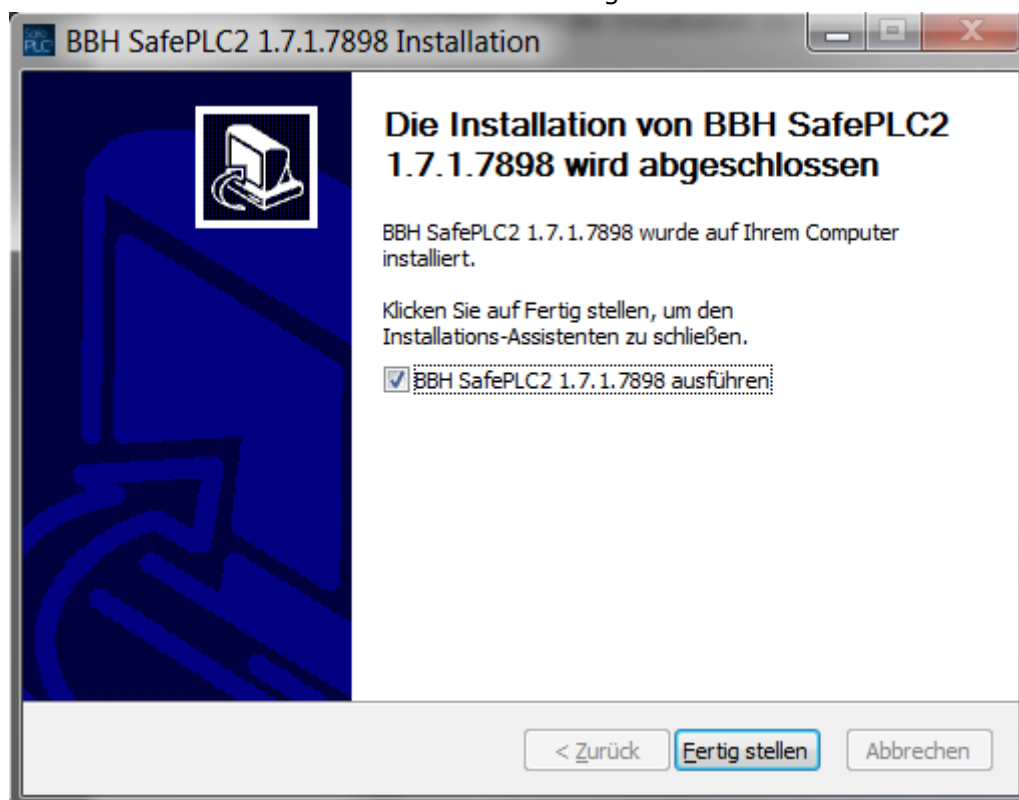 Safe
PLC
BBH SafePLC2 1.7.1.7898 Installation
Die Installation von BBH SafePLC2
1.7.1.7898 wird abgeschlossen
BBH SafePLC2 1.7.1.7898 wurde auf Ihrem Computer
installiert.
Klicken Sie auf Fertig stellen, um den
Installations-Assistenten zu schließen.
BBH SafePLC2 1.7.1.7898 ausführen
< Zurück Fertig stellen Abbrechen